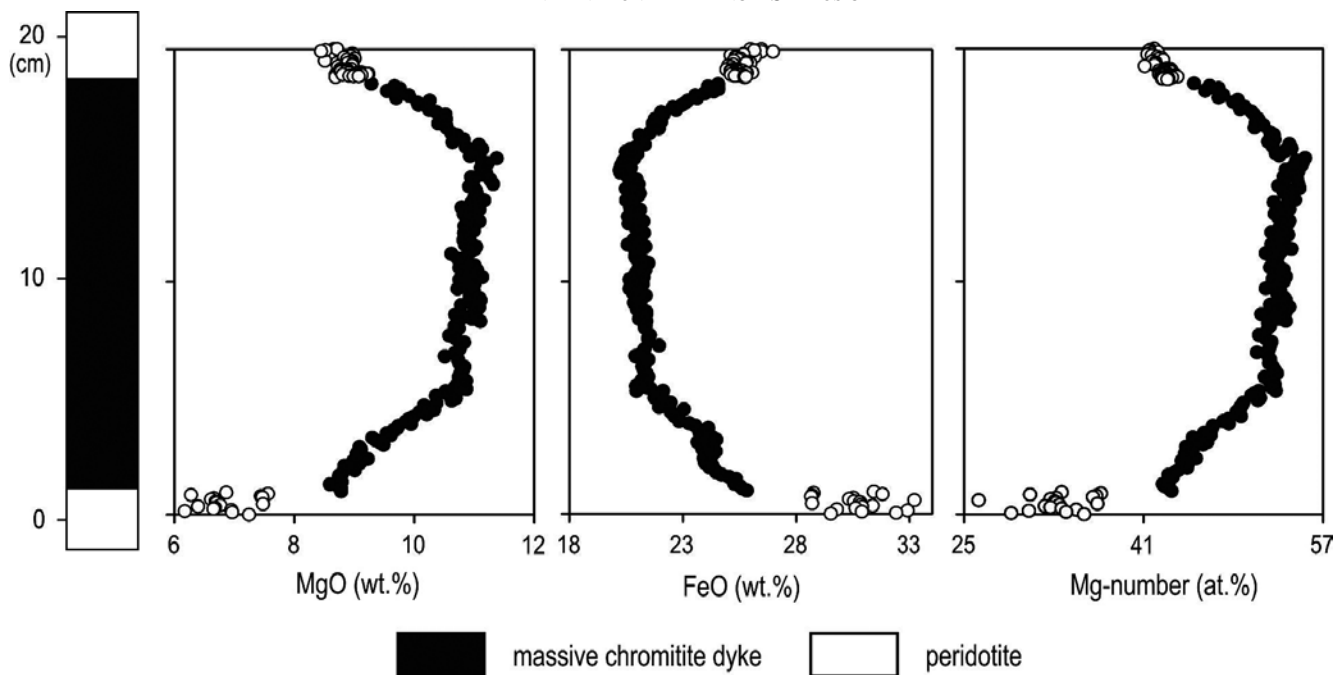 20
(cm)
10
0
6 8 10 12
MgO (wt.%)
18 23 28 33
FeO (wt.%)
25 41 57
Mg-number (at.%)
massive chromitite dyke
peridotite